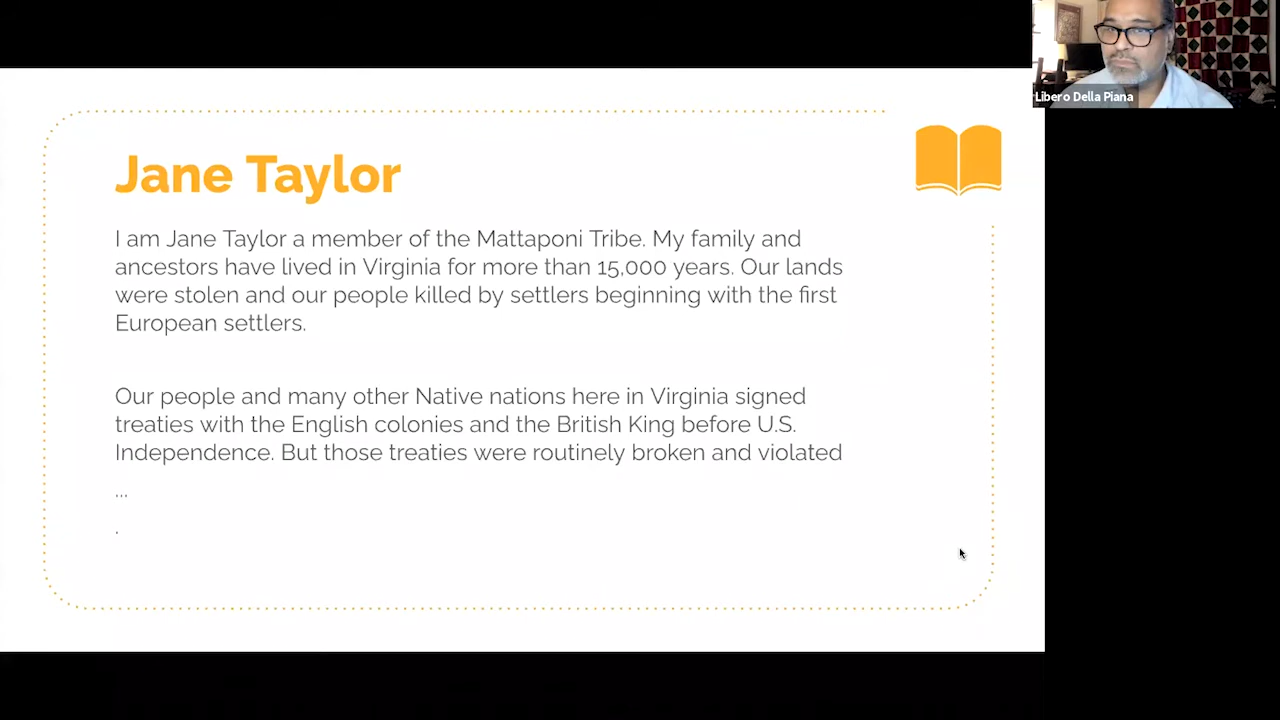 Libero Della Piana
Jane Taylor
I am Jane Taylor a member of the Mattaponi Tribe. My family and
ancestors have lived in Virginia for more than 15,000 years. Our lands
were stolen and our people killed by settlers beginning with the first
European settlers.
Our people and many other Native nations here in Virginia signed
treaties with the English colonies and the British King before U.S.
Independence. But those treaties were routinely broken and violated
...
.